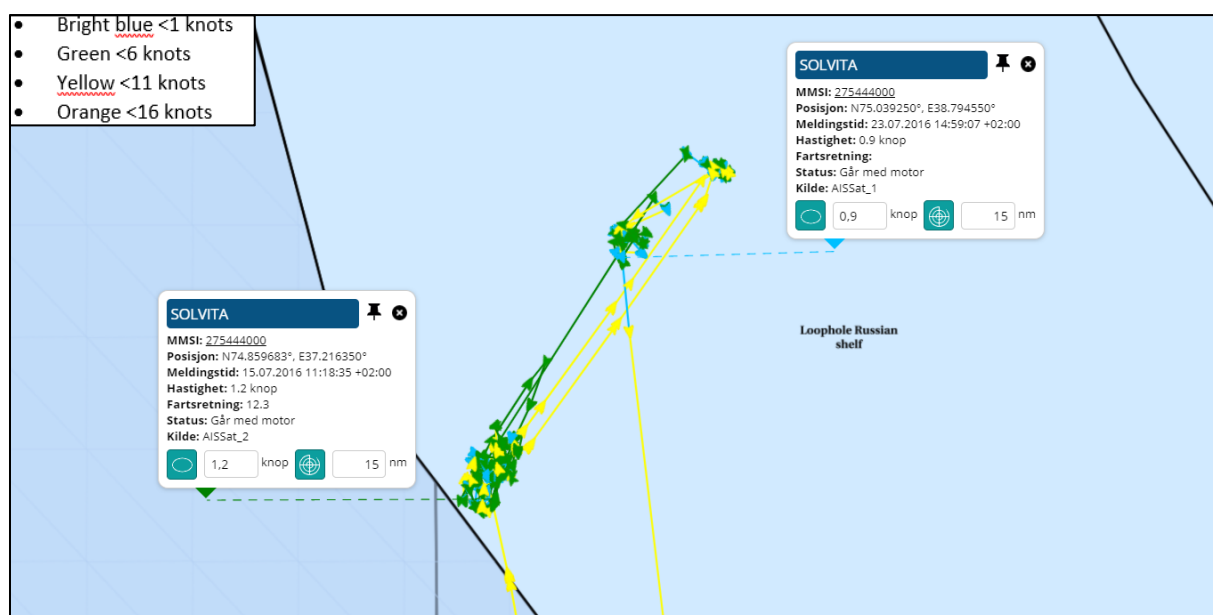 • Bright blue <1 knots
• Green <6 knots
• Yellow <11 knots
• Orange <16 knots
SOLVITA
MMSI: 275444000
Posisjon: N75.039250°, E38.794550°
Meldingstid: 23.07.2016 14:59:07 +02:00
Hastighet: 0.9 knop
Fartsretning:
Status: Går med motor
Kilde: AISSat_1
0,9 knop 15 nm
SOLVITA
MMSI: 275444000
Posisjon: N74.859683°, E37.216350°
Meldingstid: 15.07.2016 11:18:35 +02:00
Hastighet: 1.2 knop
Fartsretning: 12.3
Status: Går med motor
Kilde: AISSat_2
1,2 knop 15 nm
Loophole Russian
shelf